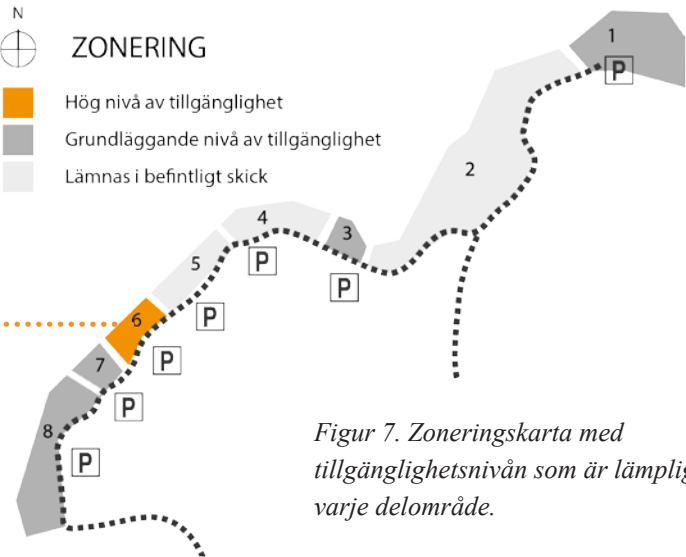 N
ZONERING
Hög nivå av tillgänglighet
Grundläggande nivå av tillgänglighet
Lämnas i befintligt skick
1
P
2
3
P
4
P
5
P
6
P
7
P
8
P
Figur 7. Zoneringskarta med
tillgänglighetsnivån som är lämplig
varje delområde.